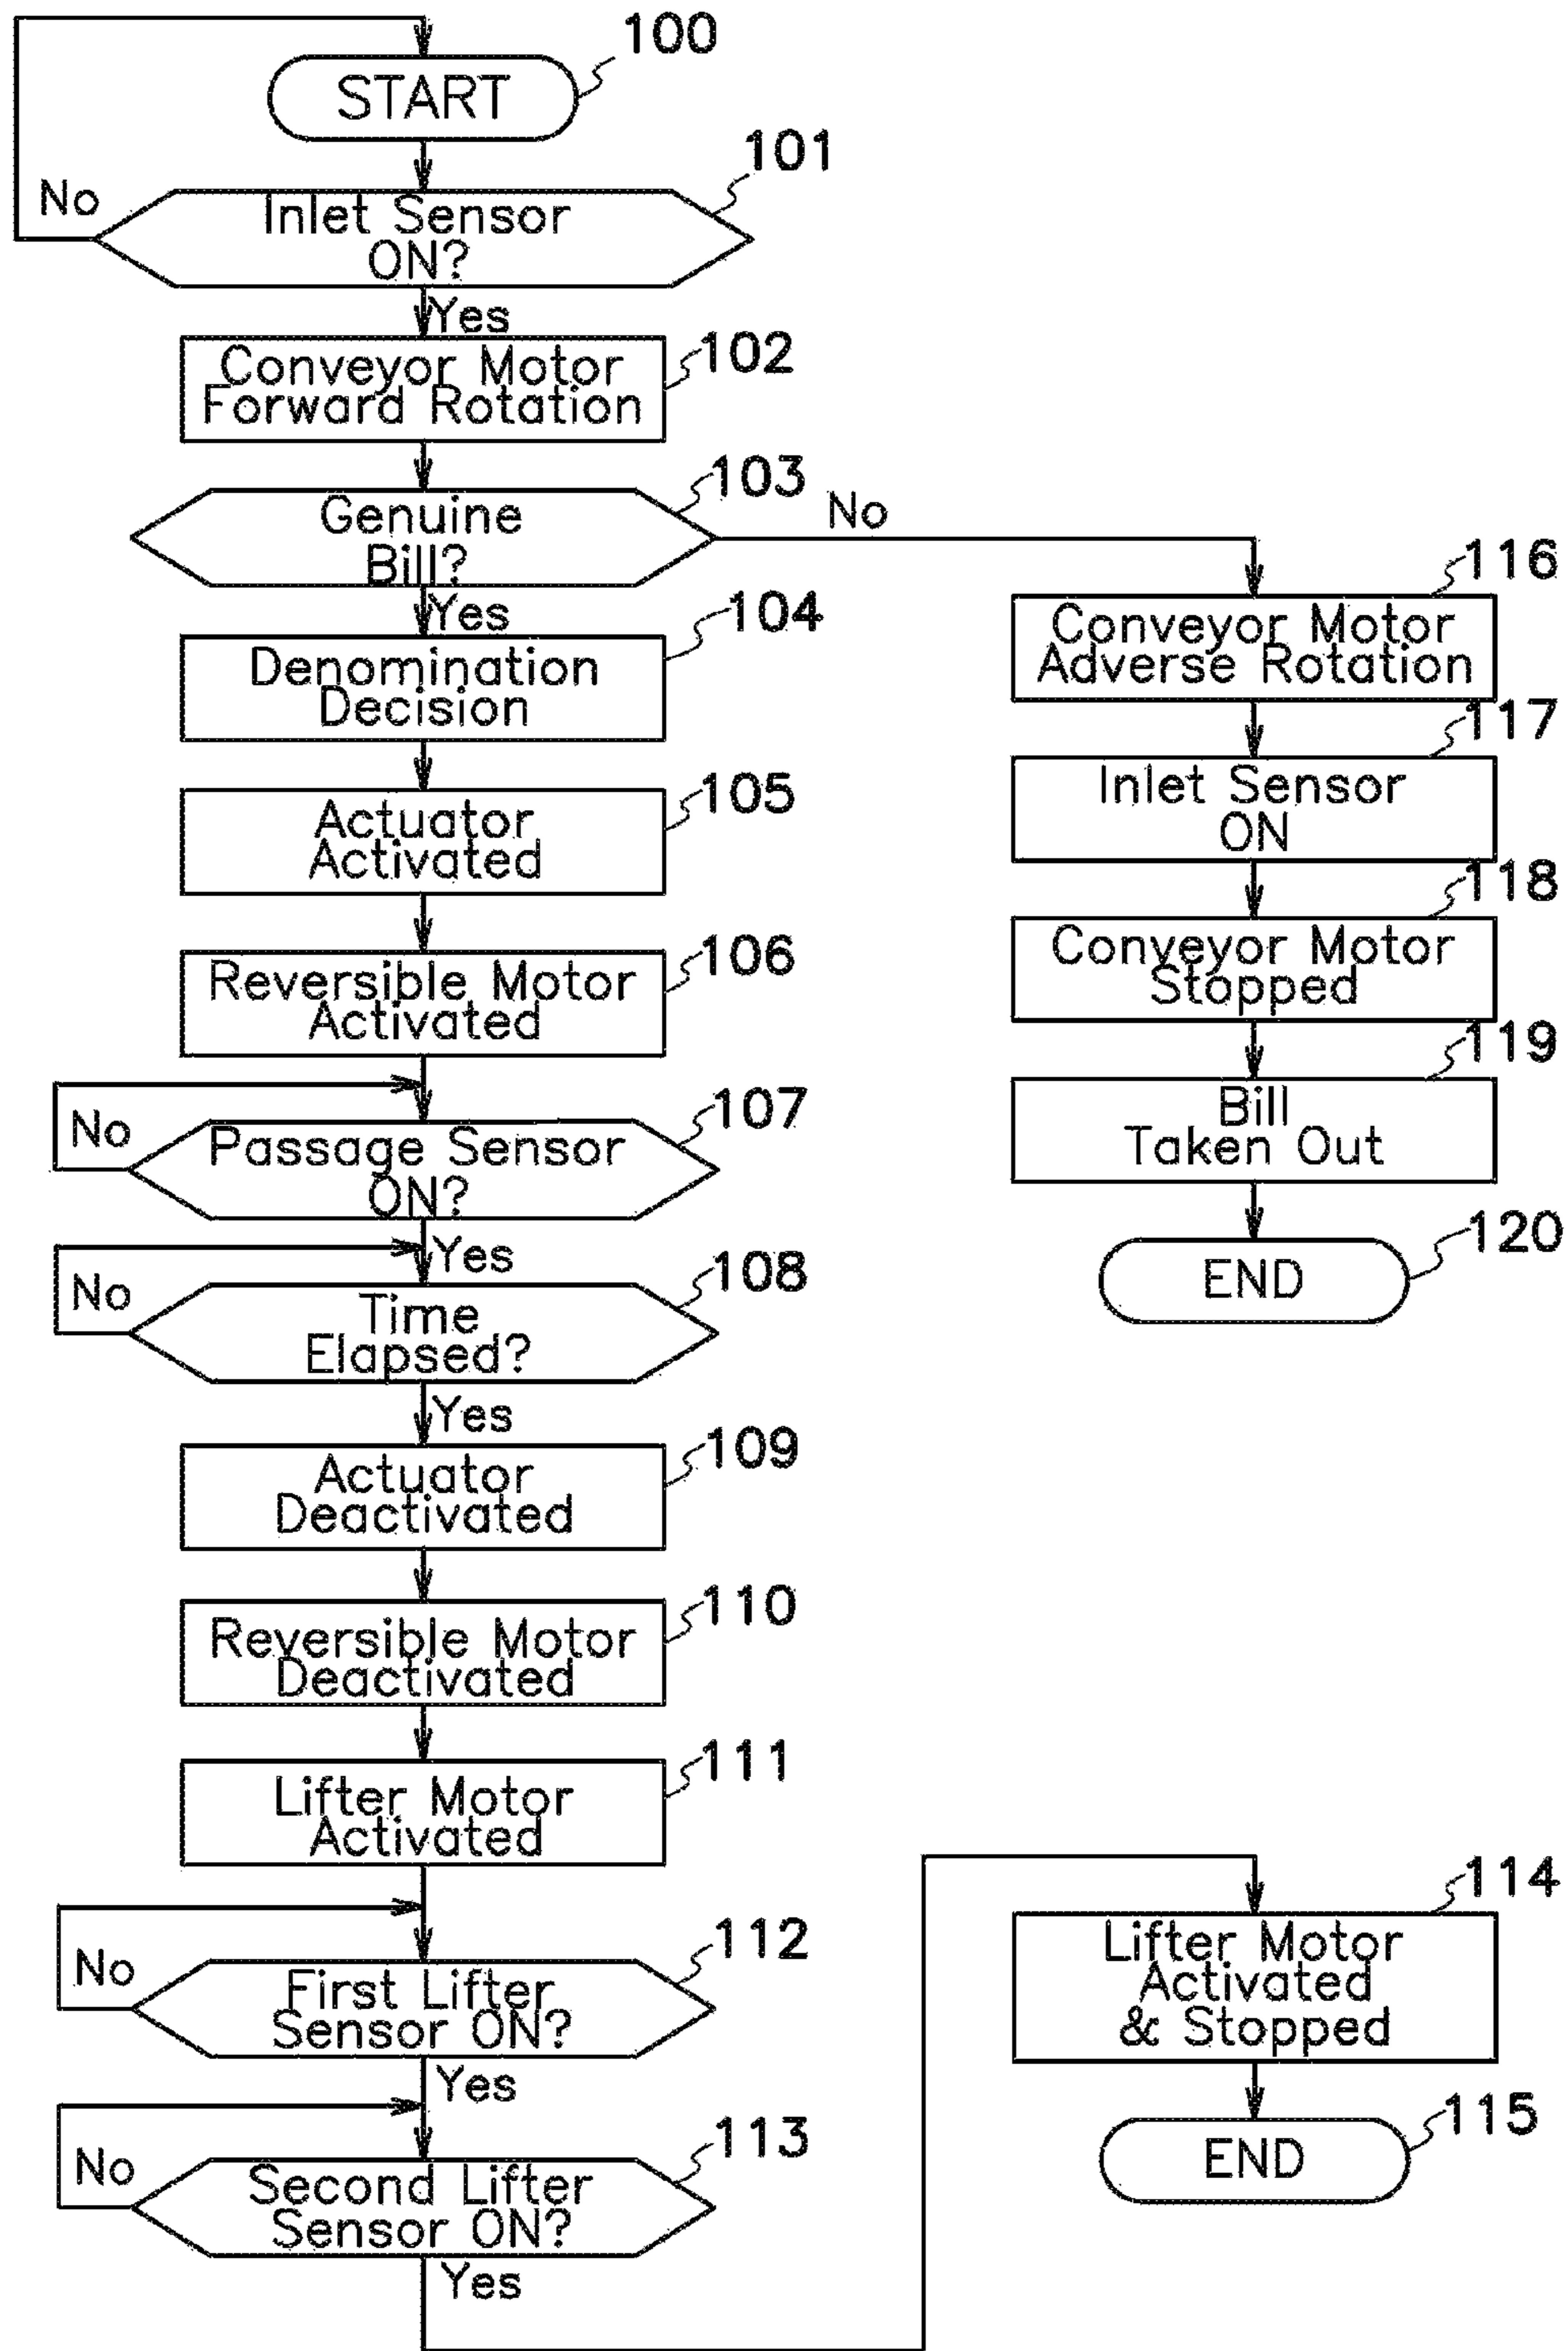 100
START
101
No
Inlet Sensor
ON?
Yes
102
Conveyor Motor
Forward Rotation
103
Genuine
Bill?
No
Yes
104
Denomination
Decision
105
Actuator
Activated
106
Reversible Motor
Activated
107
No
Passage Sensor
ON?
Yes
108
No
Time
Elapsed?
Yes
109
Actuator
Deactivated
110
Reversible Motor
Deactivated
111
Lifter Motor
Activated
112
No
First Lifter
Sensor ON?
Yes
113
No
Second Lifter
Sensor ON?
Yes
114
Lifter Motor
Activated
& Stopped
115
END
116
Conveyor Motor
Adverse Rotation
117
Inlet Sensor
ON
118
Conveyor Motor
Stopped
119
Bill
Taken Out
120
END